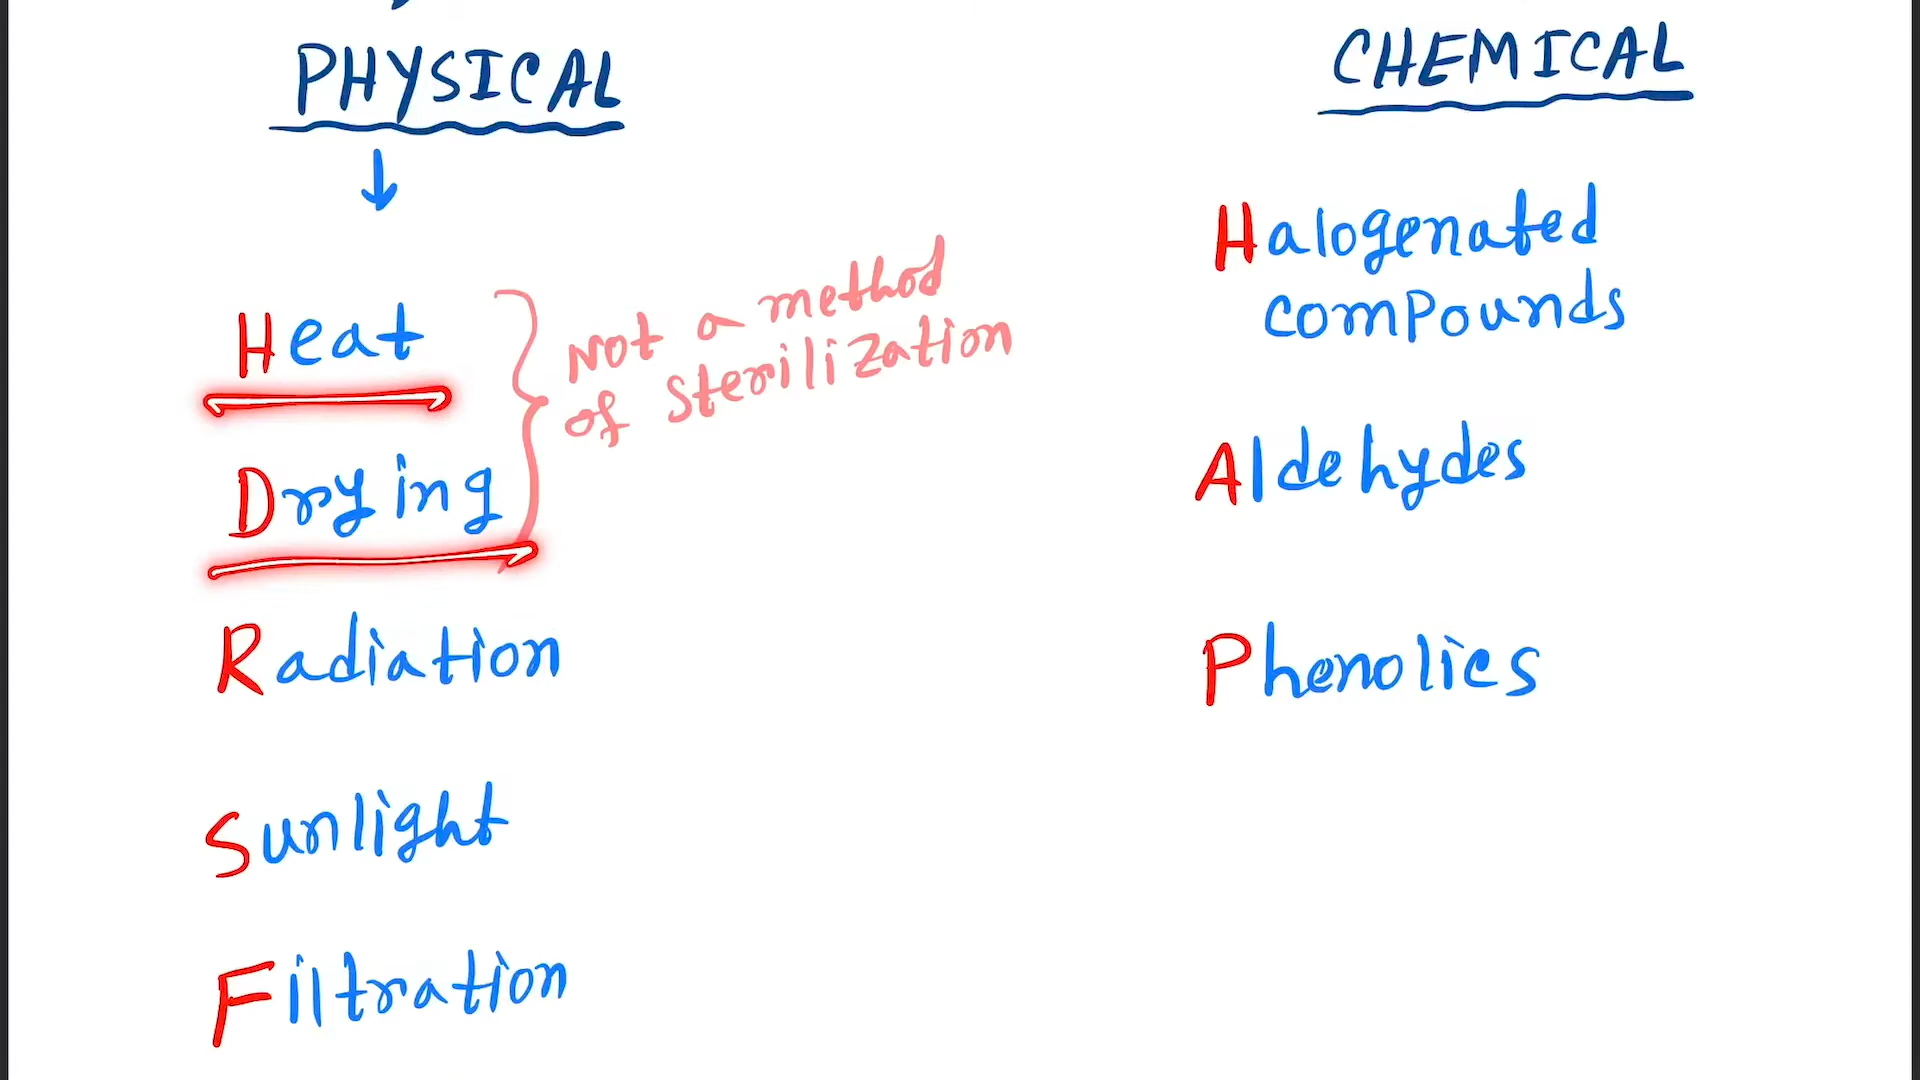 PHYSICAL
Heat
Drying
Not a method
of sterilization
Radiation
Sunlight
Filtration
CHEMICAL
Halogenated
compounds
Aldehydes
Phenolics